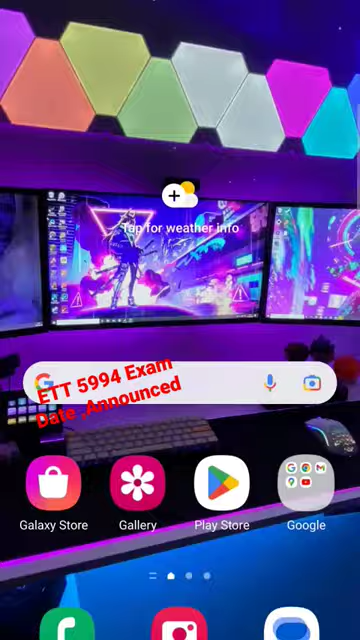 Tap for weather info
ETT 5994 Exam
Date ,Announced
Galaxy Store
Gallery
Play Store
Google